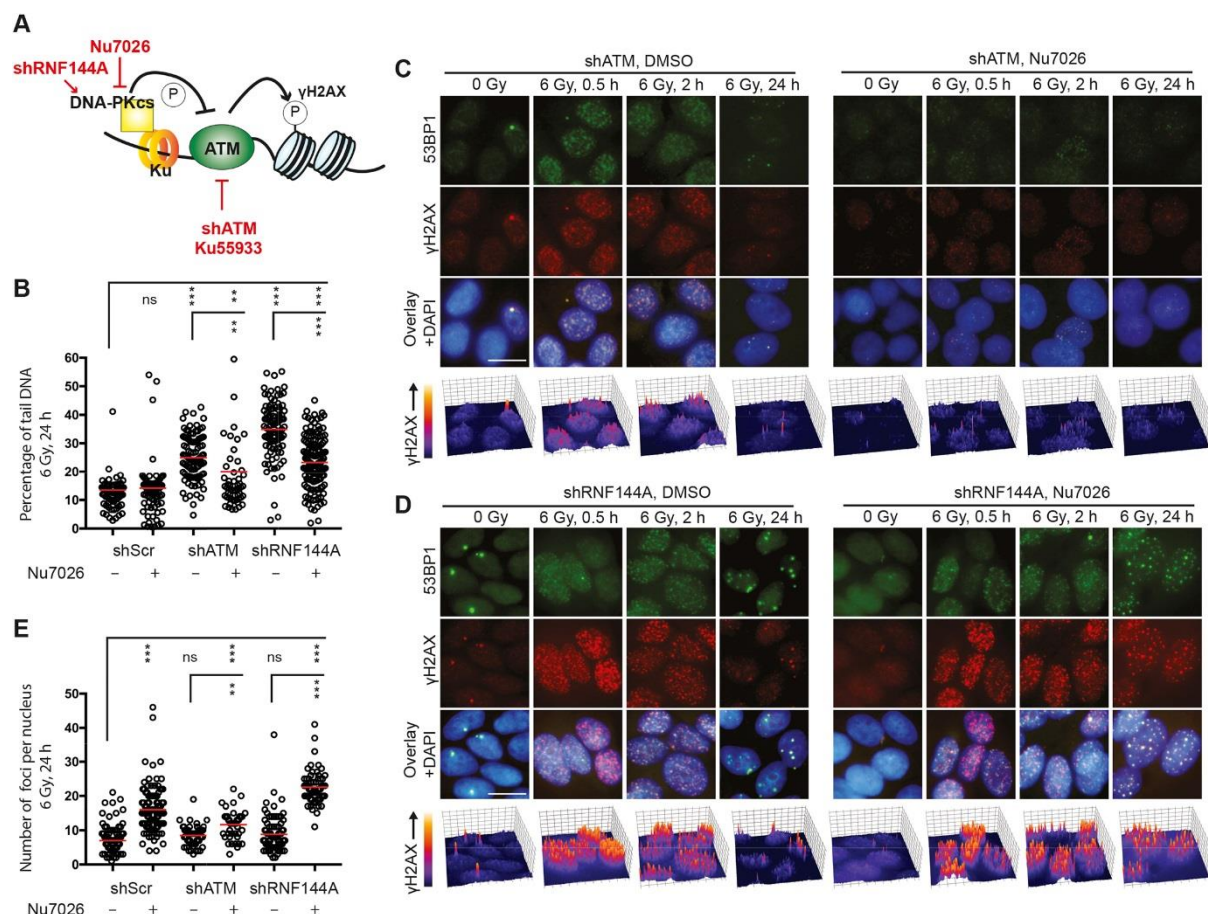 A
Nu7026
shRNF144A
DNA-PKcs
P
γH2AX
P
ATM
Ku
shATM
Ku55933
B
ns
***
**
***
***
**
***
Percentage of tail DNA
6 Gy, 24 h
60
50
40
30
20
10
0
shScr shATM shRNF144A
Nu7026 – + – + – +
E
***
ns
***
ns
***
**
***
Number of foci per nucleus
6 Gy, 24 h
50
40
30
20
10
0
shScr shATM shRNF144A
Nu7026 – + – + – +
C
shATM, DMSO
shATM, Nu7026
0 Gy 6 Gy, 0.5 h 6 Gy, 2 h 6 Gy, 24 h
0 Gy 6 Gy, 0.5 h 6 Gy, 2 h 6 Gy, 24 h
53BP1
γH2AX
Overlay
+DAPI
γH2AX
D
shRNF144A, DMSO
shRNF144A, Nu7026
0 Gy 6 Gy, 0.5 h 6 Gy, 2 h 6 Gy, 24 h
0 Gy 6 Gy, 0.5 h 6 Gy, 2 h 6 Gy, 24 h
53BP1
γH2AX
Overlay
+DAPI
γH2AX